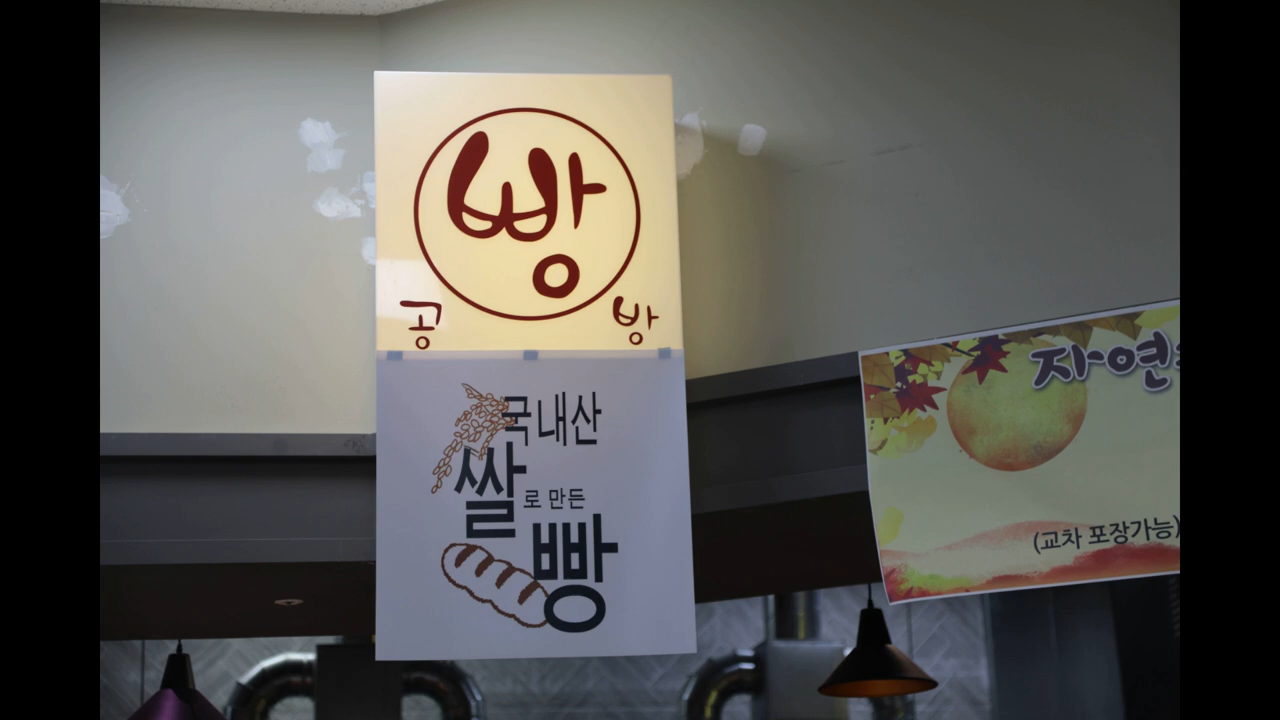 빵
공 방
국내산
쌀로 만든
빵
자연
(교차 포장가능)